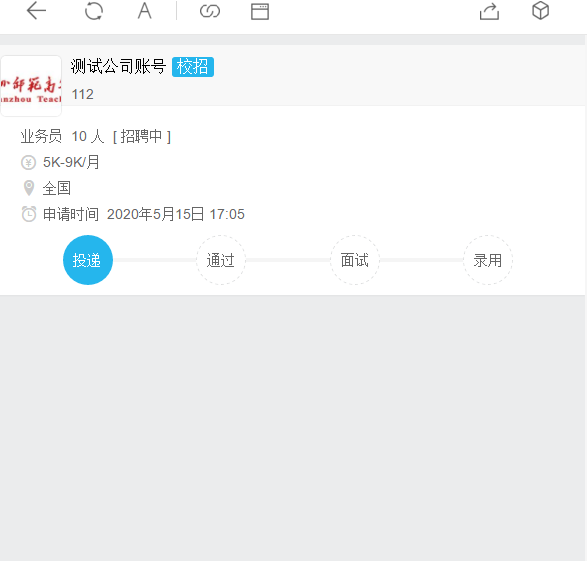 测试公司账号 校招
112
业务员 10 人 [ 招聘中 ]
¥ 5K-9K/月
全国
申请时间 2020年5月15日 17:05
投递 通过 面试 录用